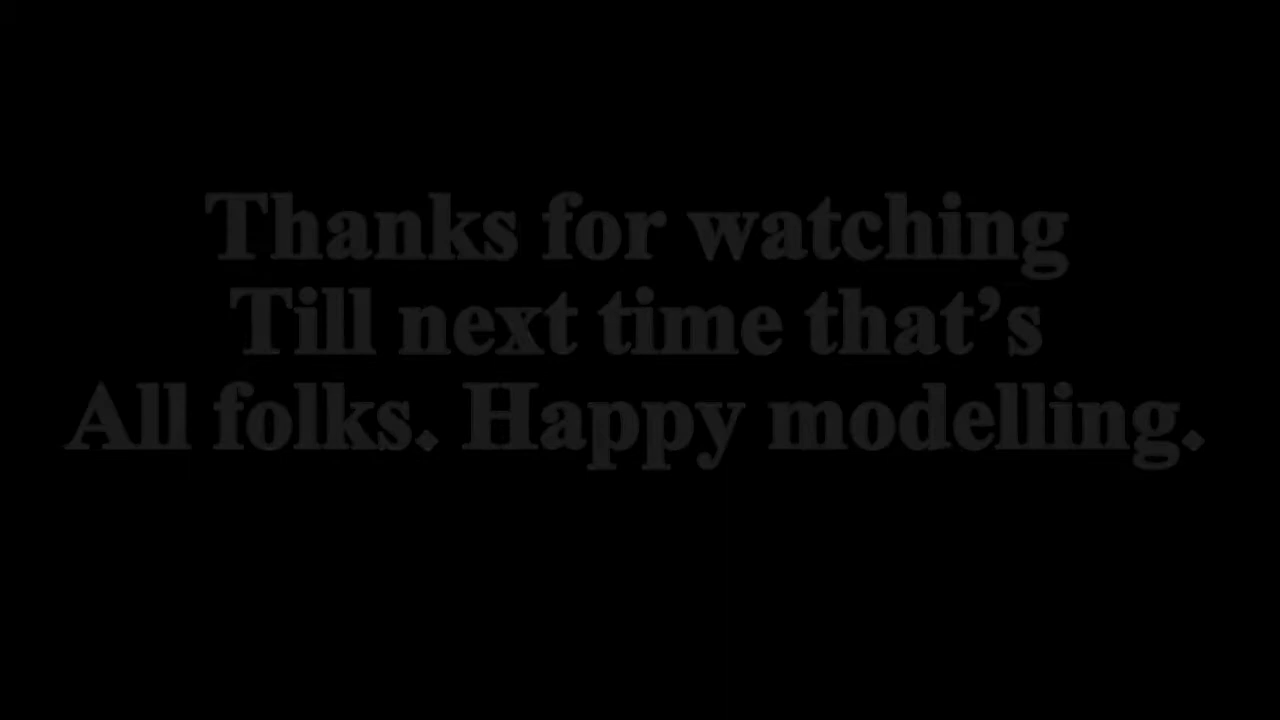 Thanks for watching
Till next time that’s
All folks. Happy modelling.